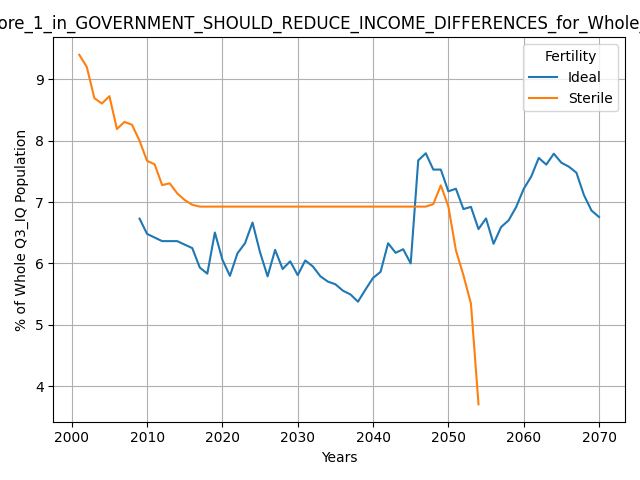 ore_1_in_GOVERNMENT_SHOULD_REDUCE_INCOME_DIFFERENCES_for_Whole_
Fertility
Ideal
Sterile
% of Whole Q3_IQ Population
9
8
7
6
5
4
2000 2010 2020 2030 2040 2050 2060 2070
Years